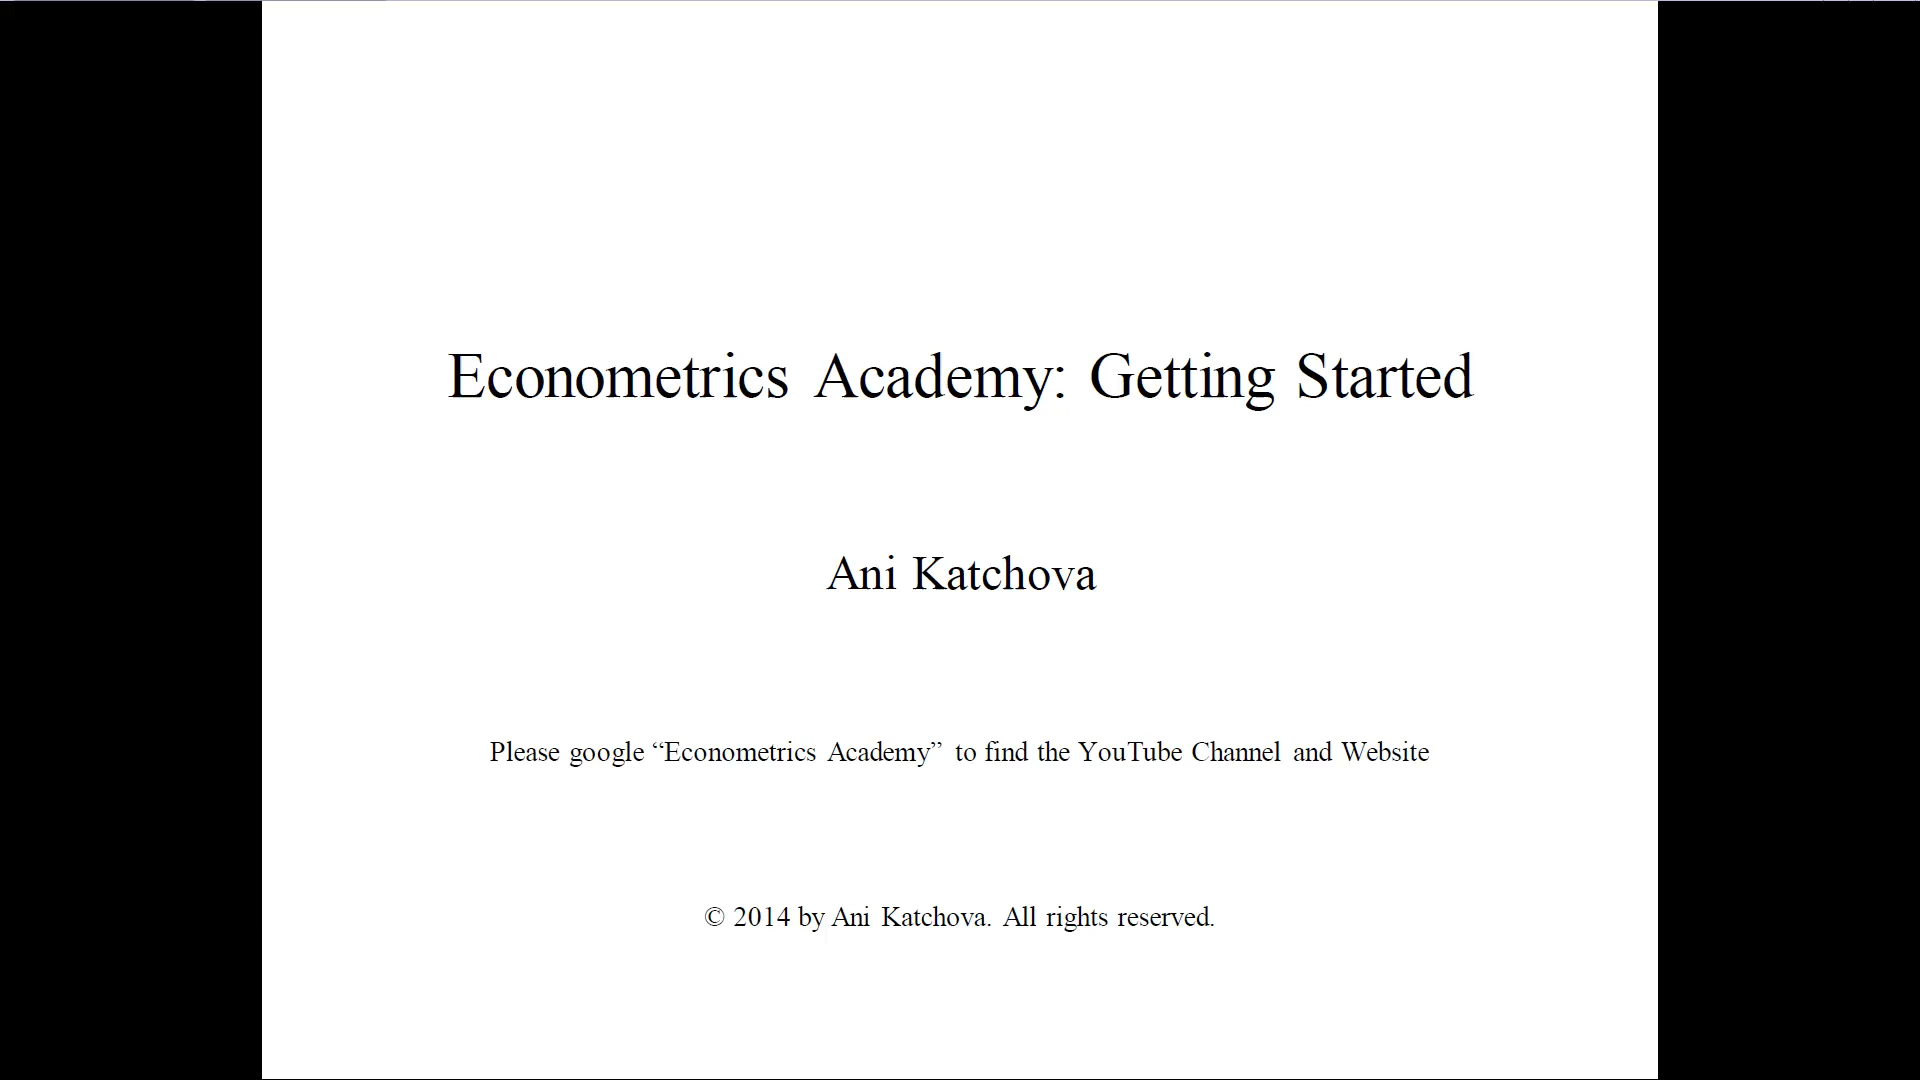 Econometrics Academy: Getting Started
Ani Katchova
Please google “Econometrics Academy” to find the YouTube Channel and Website
© 2014 by Ani Katchova. All rights reserved.